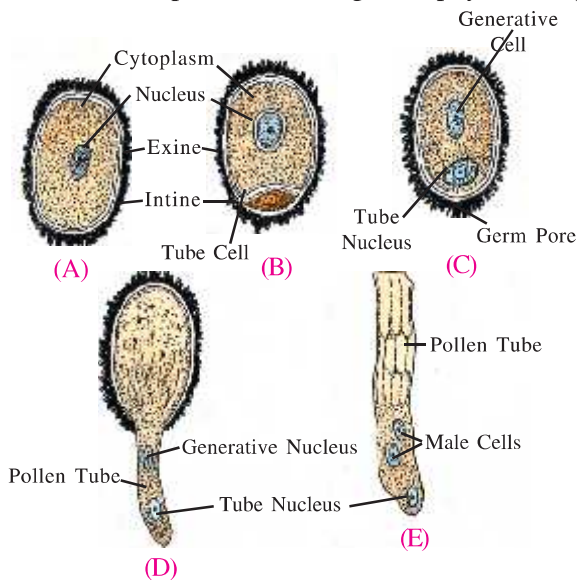 Generative
Cell
Cytoplasm
Nucleus
Exine
Intine
Tube Cell
Tube
Nucleus
Germ Pore
(A)
(B)
(C)
Pollen Tube
Generative Nucleus
Male Cells
Pollen Tube
Tube Nucleus
(D)
(E)